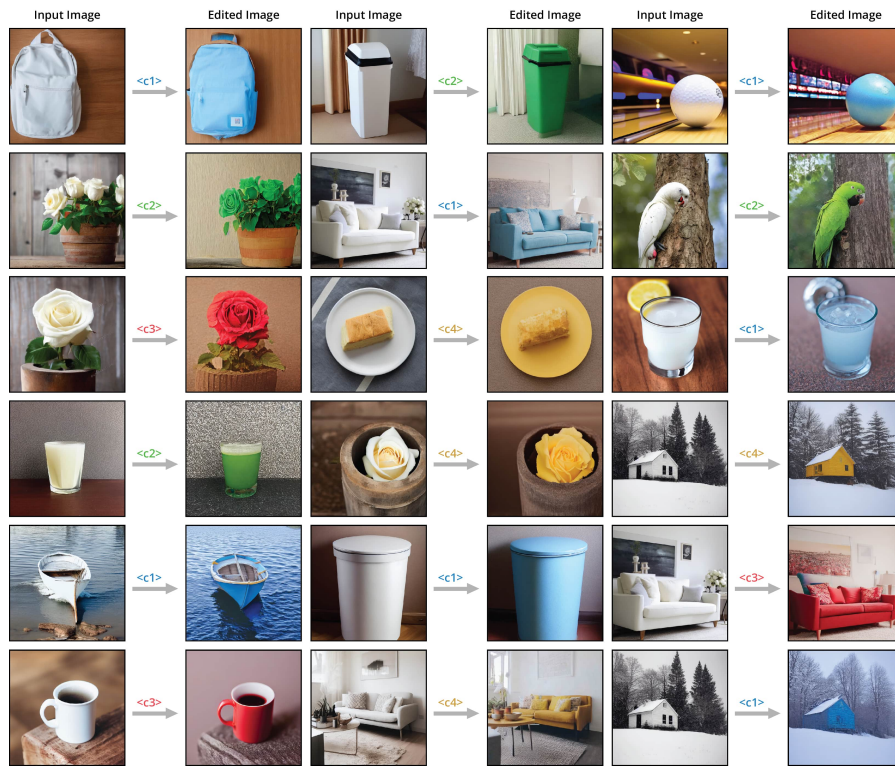 Input Image Edited Image Input Image Edited Image Input Image Edited Image
<c1> <c2> <c1>
<c2> <c1> <c2>
<c3> <c4> <c1>
<c2> <c4> <c4>
<c1> <c1> <c3>
<c3> <c4> <c1>